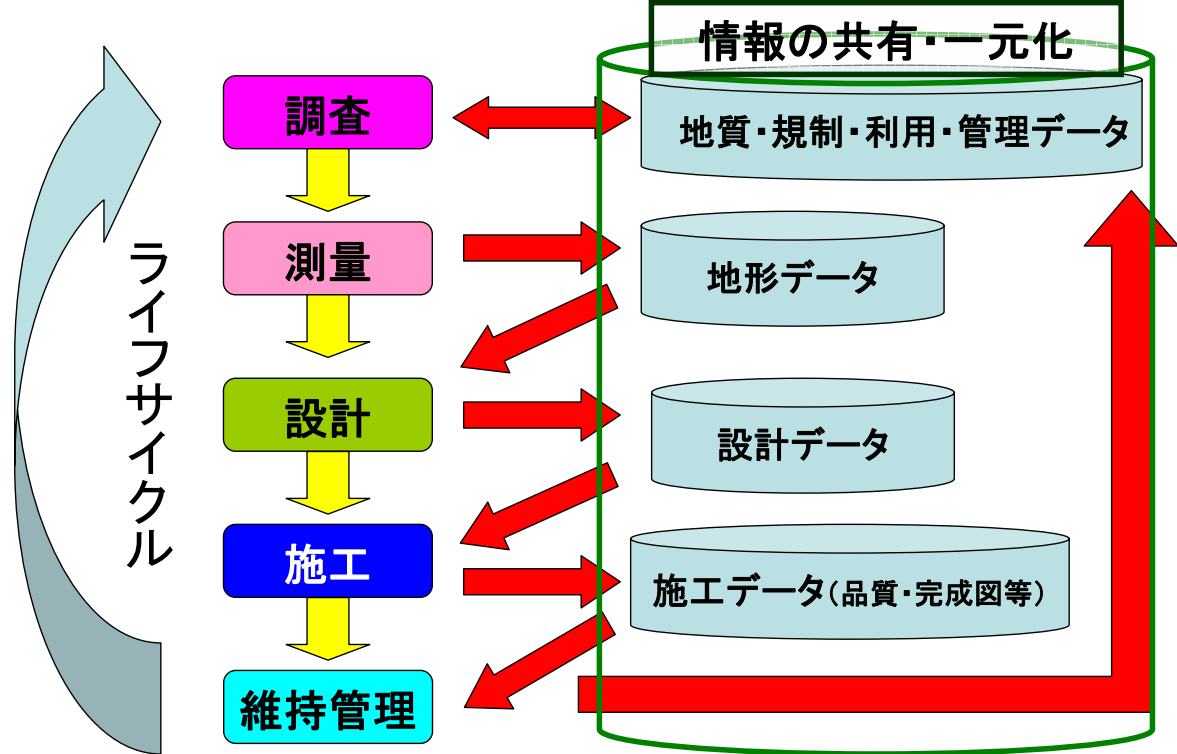 情報の共有・一元化
調査
地質・規制・利用・管理データ
測量
地形データ
ライフサイクル
設計
設計データ
施工
施工データ(品質・完成図等)
維持管理